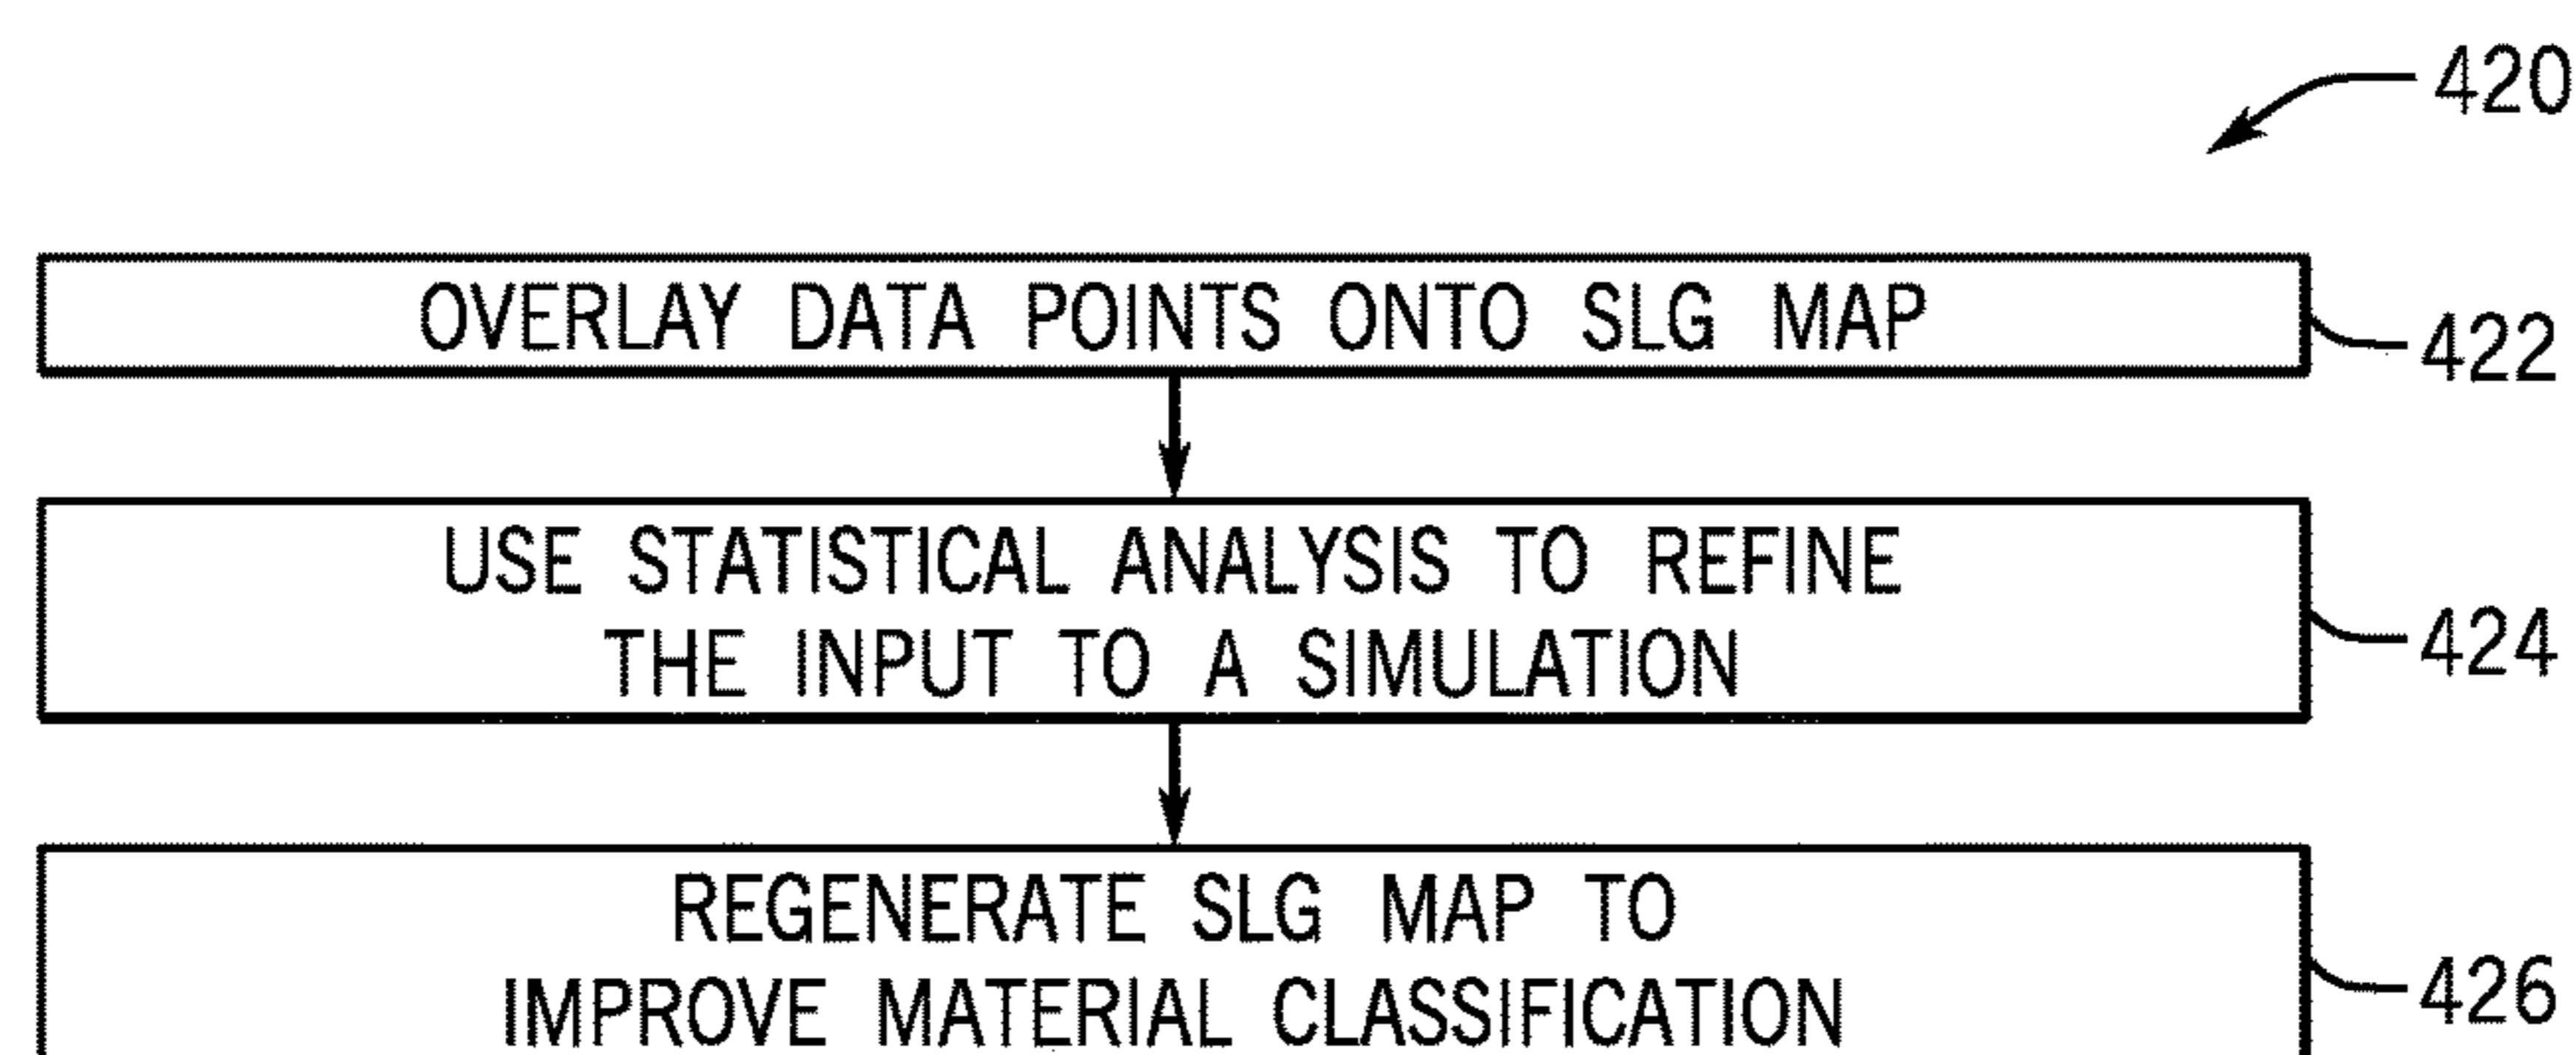 420
OVERLAY DATA POINTS ONTO SLG MAP
422
USE STATISTICAL ANALYSIS TO REFINE
THE INPUT TO A SIMULATION
424
REGENERATE SLG MAP TO
IMPROVE MATERIAL CLASSIFICATION
426